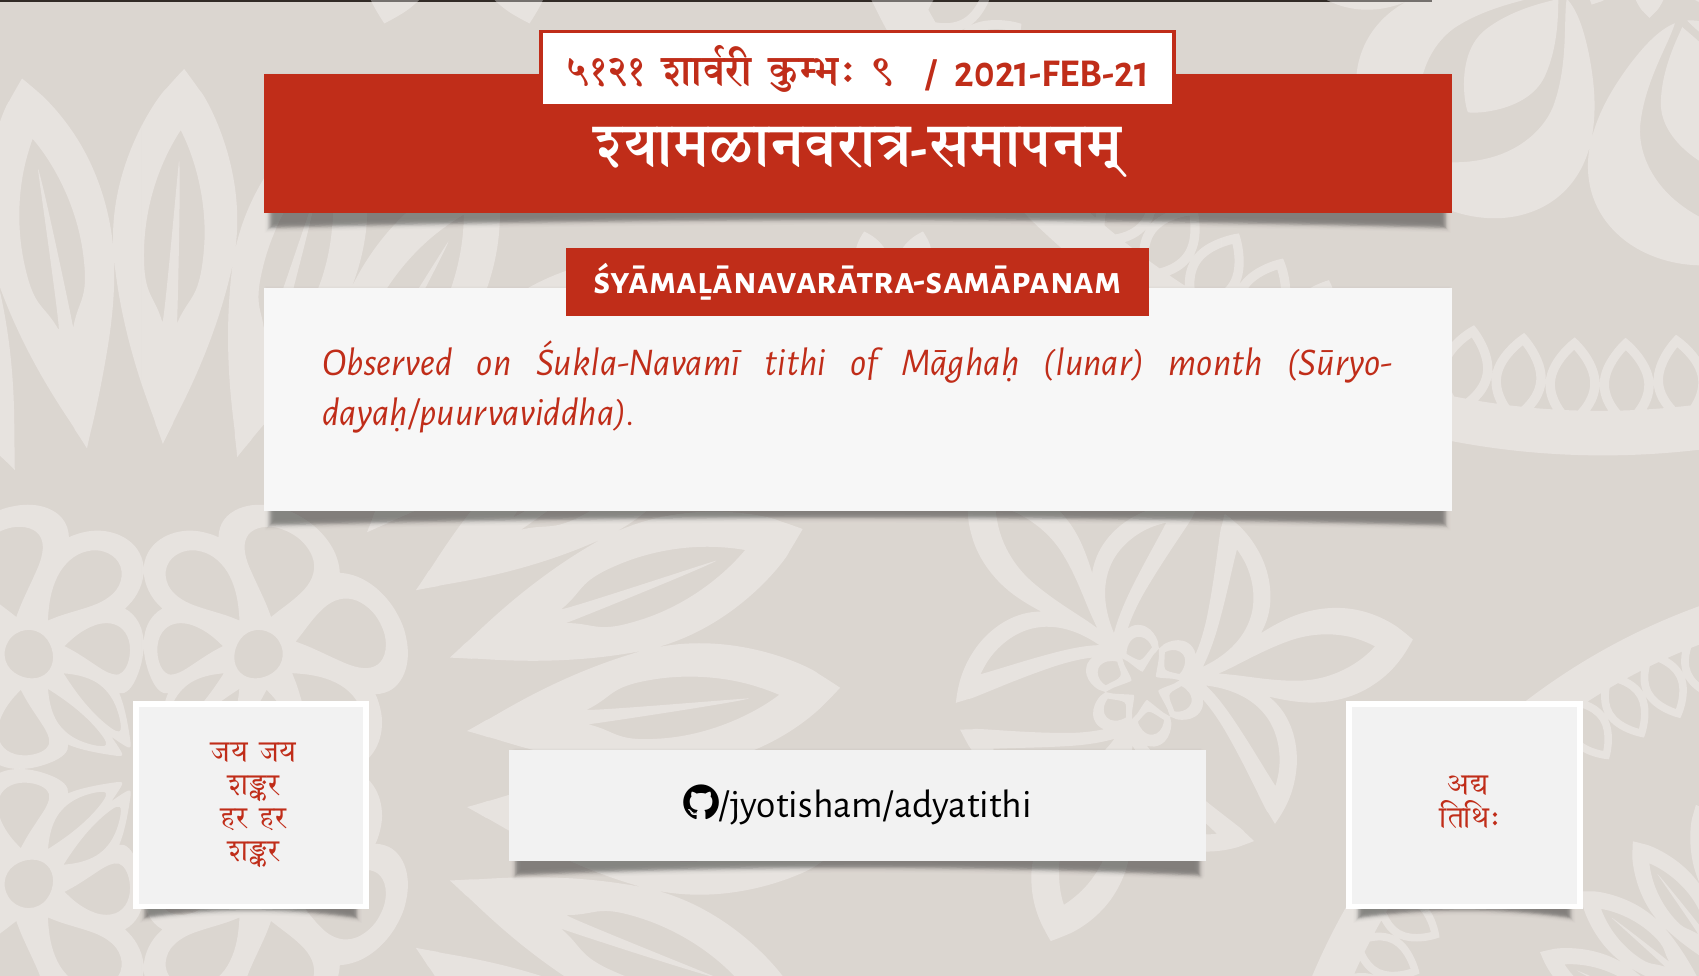 ५१२१ शार्वरी कुम्भः ९ / 2021-FEB-21
श्यामळानवरात्र-समापनम्
ŚYĀMAḺĀNAVARĀTRA-SAMĀPANAM
Observed on Śukla-Navamī tithi of Māghaḥ (lunar) month (Sūryo-
dayaḥ/puurvaviddha).
जय जय
शङ्कर
हर हर
शङ्कर
/jyotisham/adyatithi
अद्य
तिथिः